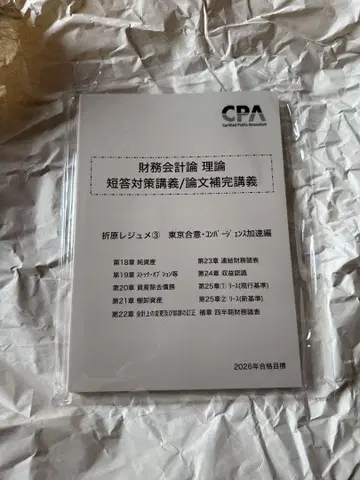 CPA
Certified Public Accountant
財務会計論 理論
短答対策講義/論文補完講義
折原レジュメ③ 東京合意・コンバージェンス加速編
第18章 純資産
第19章 ストック・オプション等
第20章 資産除去債務
第21章 棚卸資産
第22章 会計上の変更及び誤謬の訂正
第23章 連結財務諸表
第24章 収益認識
第25章① リース(現行基準)
第25章② リース(新基準)
補章 四半期財務諸表
2026年合格目標